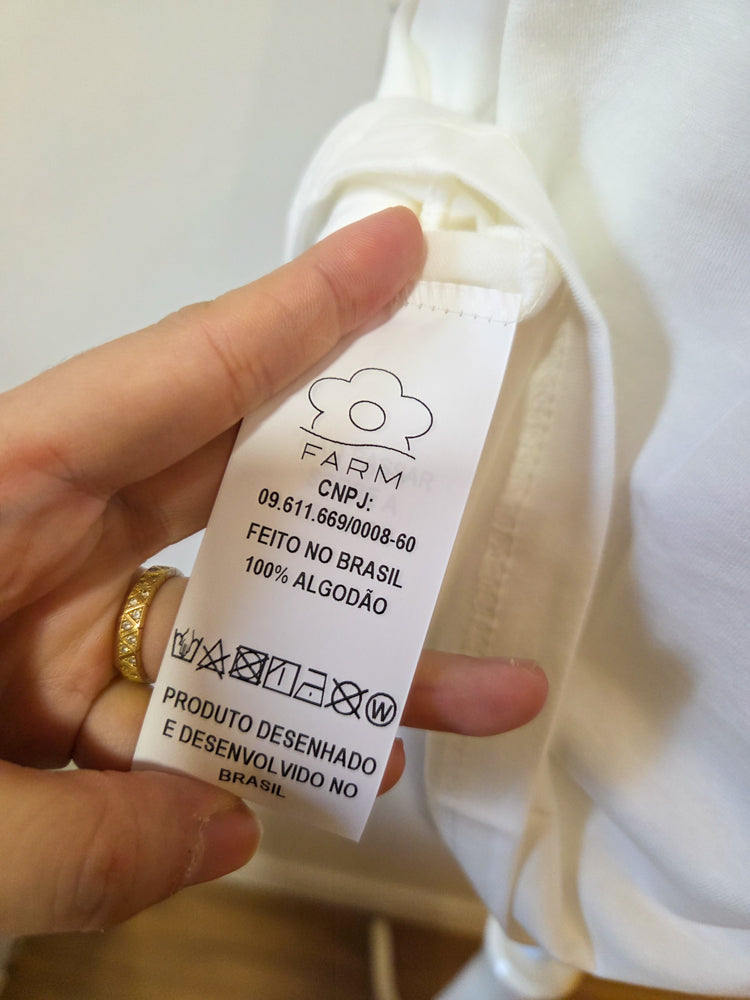 FARM
CNPJ:
09.611.669/0008-60
FEITO NO BRASIL
100% ALGODÃO
W
PRODUTO DESENHADO
E DESENVOLVIDO NO
BRASIL